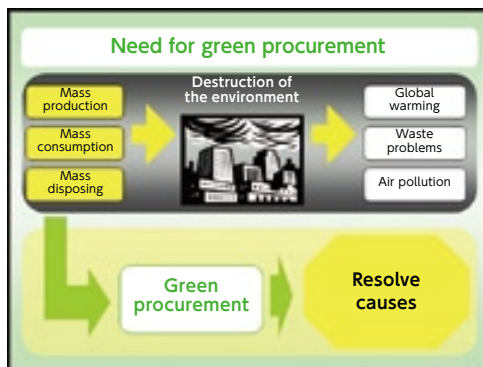 Need for green procurement
Mass
production
Mass
consumption
Mass
disposing
Destruction of
the environment
Global
warming
Waste
problems
Air pollution
Green
procurement
Resolve
causes